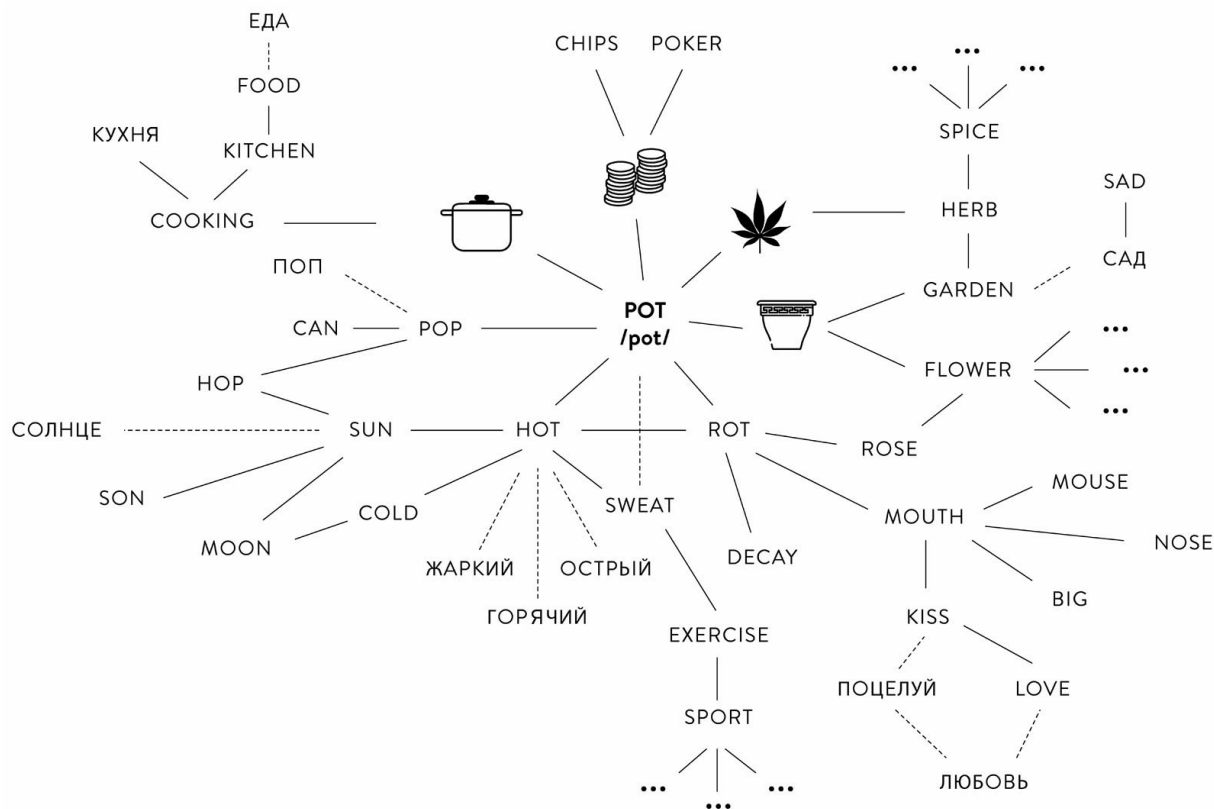 ЕДА
CHIPS POKER
...
... ...
FOOD
КУХНЯ
SPICE
KITCHEN
SAD
COOKING
HERB
ПОП
САД
GARDEN
POT
/pot/
CAN
POP
...
FLOWER
...
HOP
...
СОЛНЦЕ
SUN
HOT
ROT
ROSE
MOUSE
SON
SWEAT
COLD
MOUTH
MOON
NOSE
DECAY
ЖАРКИЙ
ОСТРЫЙ
BIG
ГОРЯЧИЙ
KISS
EXERCISE
ПОЦЕЛУЙ
LOVE
SPORT
ЛЮБОВЬ
... ...
...